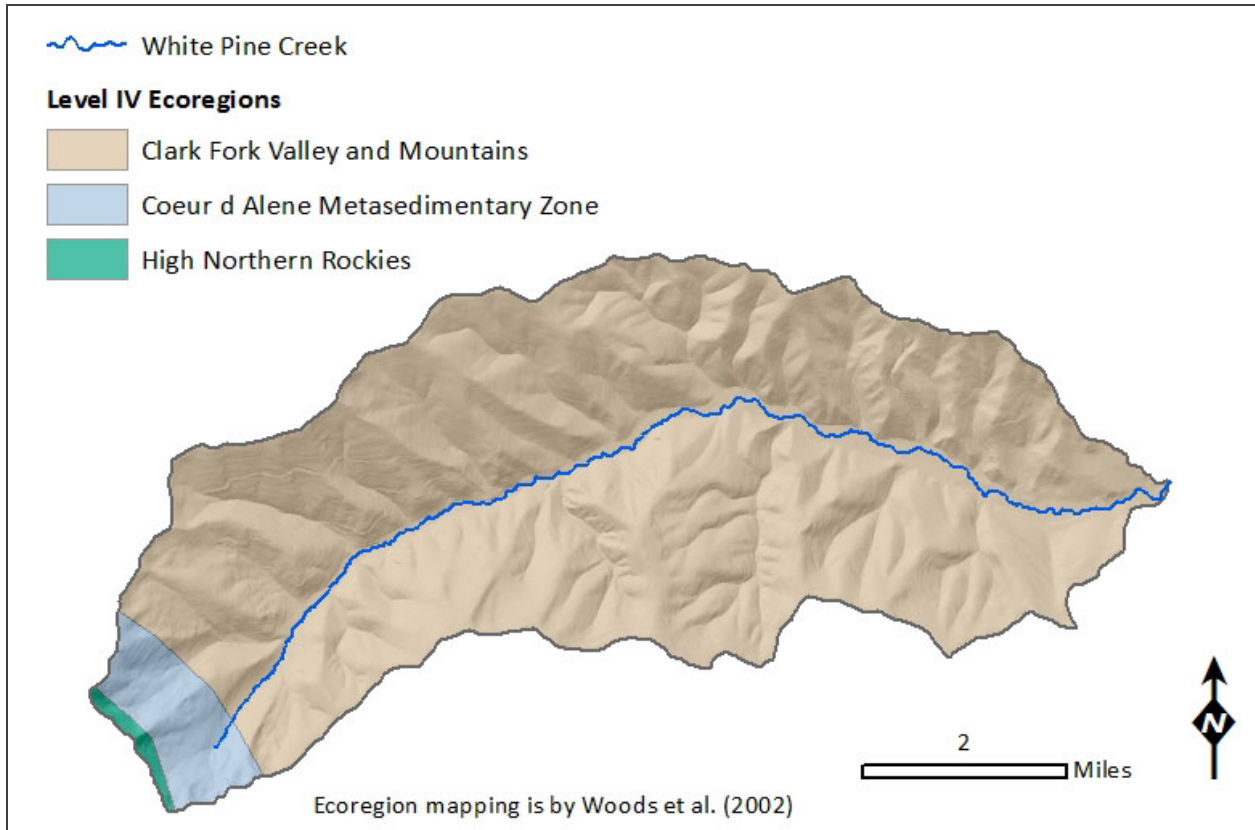 White Pine Creek
Level IV Ecoregions
Clark Fork Valley and Mountains
Coeur d Alene Metasedimentary Zone
High Northern Rockies
N
2
Miles
Ecoregion mapping is by Woods et al. (2002)